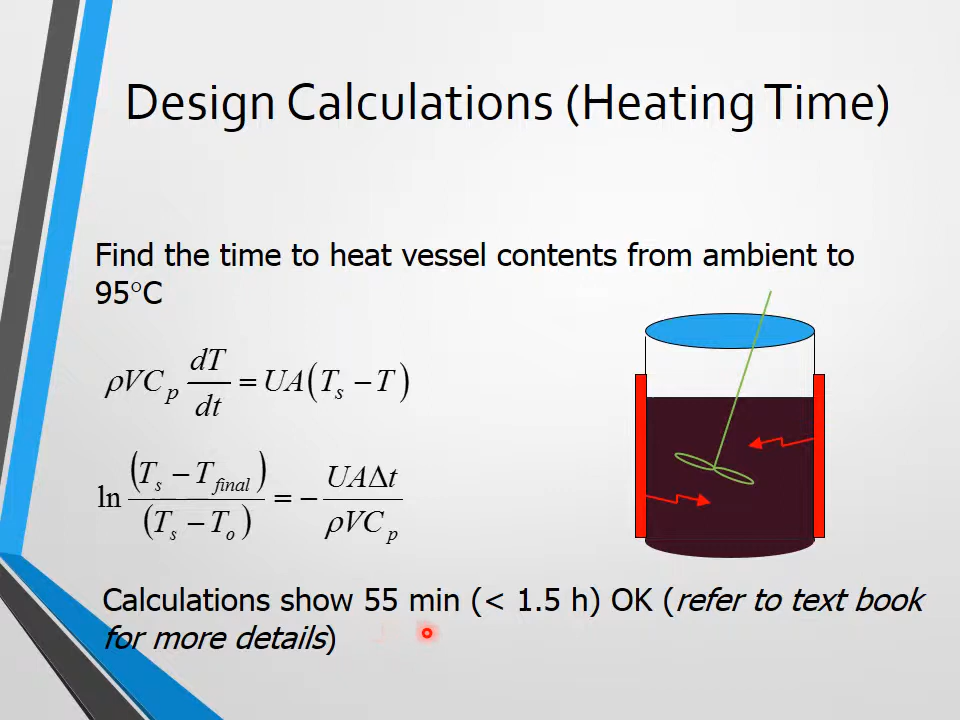 Design Calculations (Heating Time)
Find the time to heat vessel contents from ambient to
95°C
ρVC_p dT/dt = UA(T_s − T)
ln (T_s − T_final)/(T_s − T_o) = − UAΔt/ρVC_p
Calculations show 55 min (< 1.5 h) OK (refer to text book
for more details)